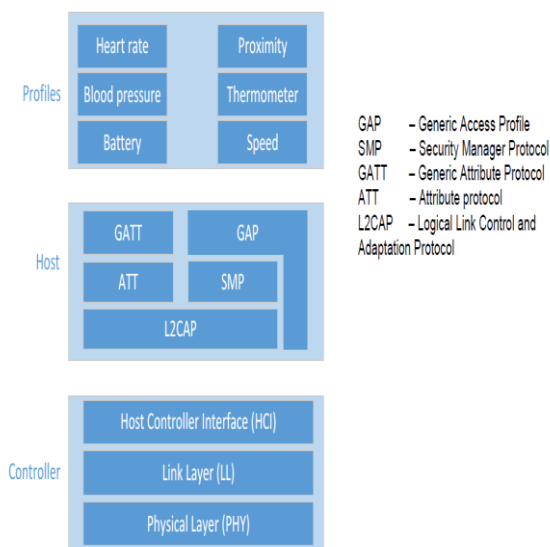 Profiles
Heart rate
Proximity
Blood pressure
Thermometer
Battery
Speed
Host
GATT
GAP
ATT
SMP
L2CAP
Controller
Host Controller Interface (HCI)
Link Layer (LL)
Physical Layer (PHY)
GAP – Generic Access Profile
SMP – Security Manager Protocol
GATT – Generic Attribute Protocol
ATT – Attribute protocol
L2CAP – Logical Link Control and
Adaptation Protocol